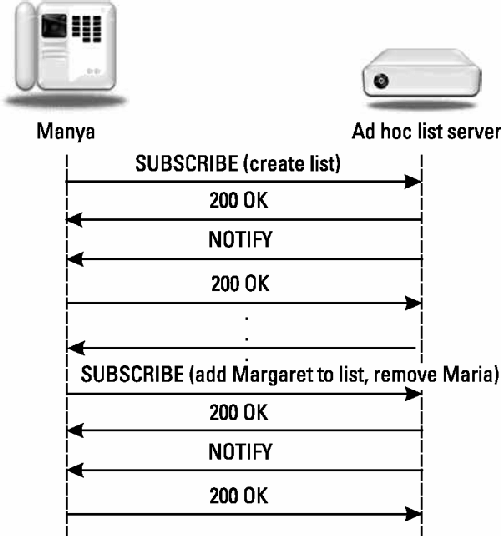 Manya
Ad hoc list server
SUBSCRIBE (create list)
200 OK
NOTIFY
200 OK
.
.
.
SUBSCRIBE (add Margaret to list, remove Maria)
200 OK
NOTIFY
200 OK